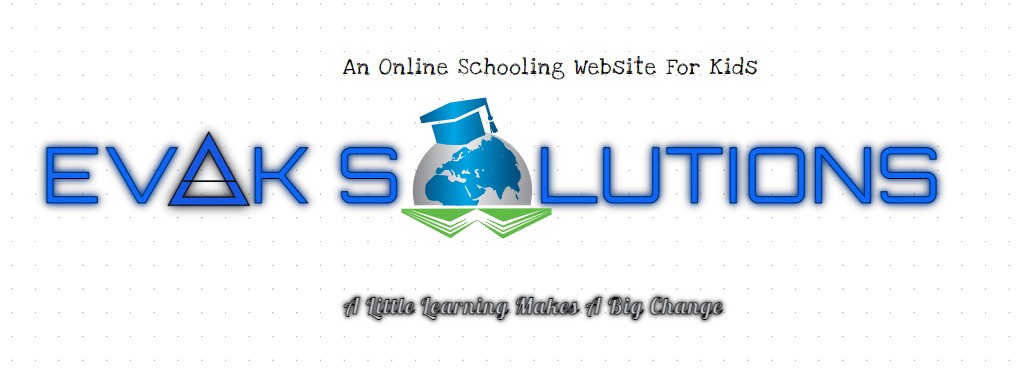 An Online Schooling Website For Kids
EVAK SOLUTIONS
A Little Learning Makes A Big Change